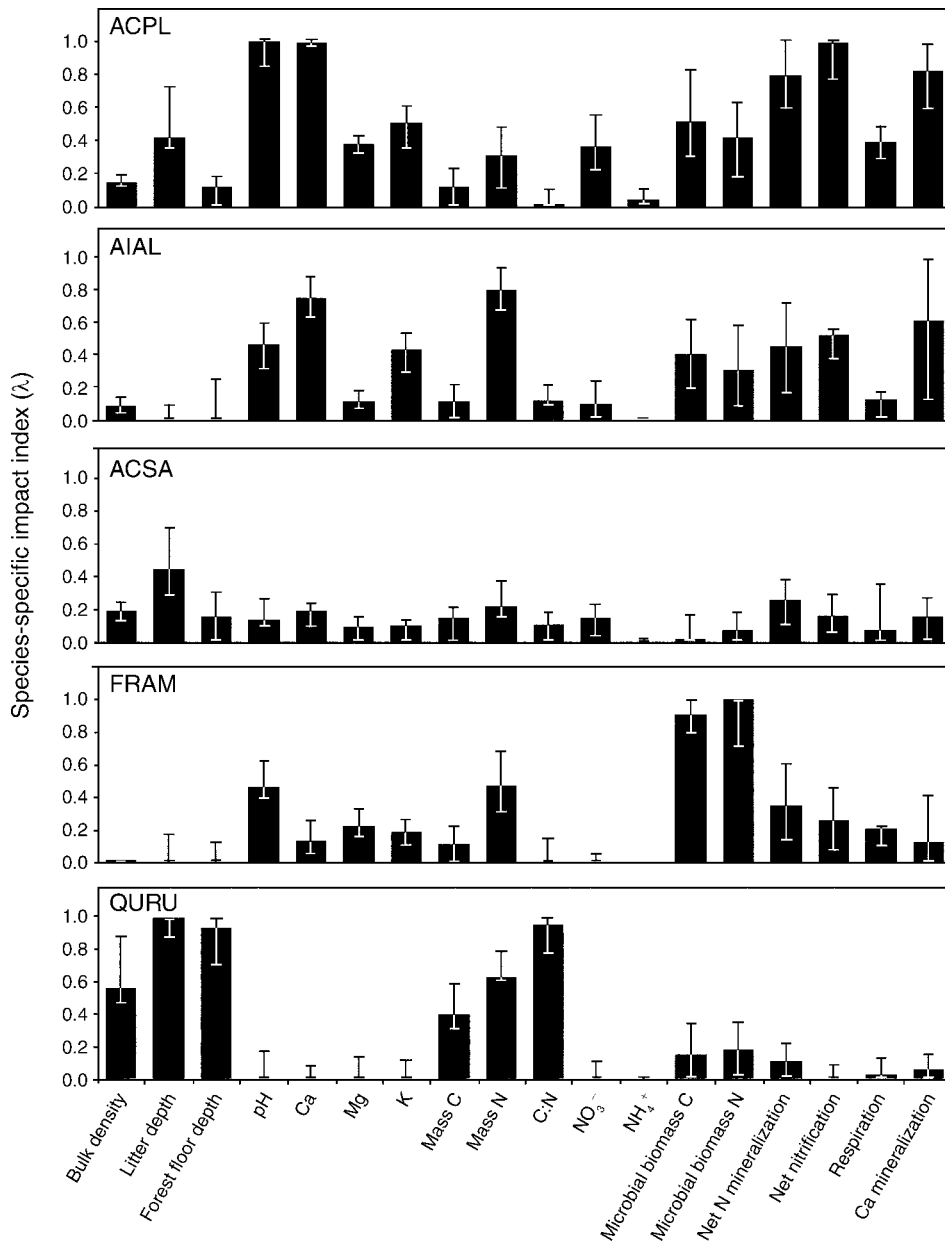 Species-specific impact index (λ)
ACPL
1.0
0.8
0.6
0.4
0.2
0.0
AIAL
1.0
0.8
0.6
0.4
0.2
0.0
ACSA
1.0
0.8
0.6
0.4
0.2
0.0
FRAM
1.0
0.8
0.6
0.4
0.2
0.0
QURU
1.0
0.8
0.6
0.4
0.2
0.0
Bulk density
Litter depth
Forest floor depth
pH
Ca
Mg
K
Mass C
Mass N
C:N
NO₃⁻
NH₄⁺
Microbial biomass C
Microbial biomass N
Net N mineralization
Net nitrification
Respiration
Ca mineralization